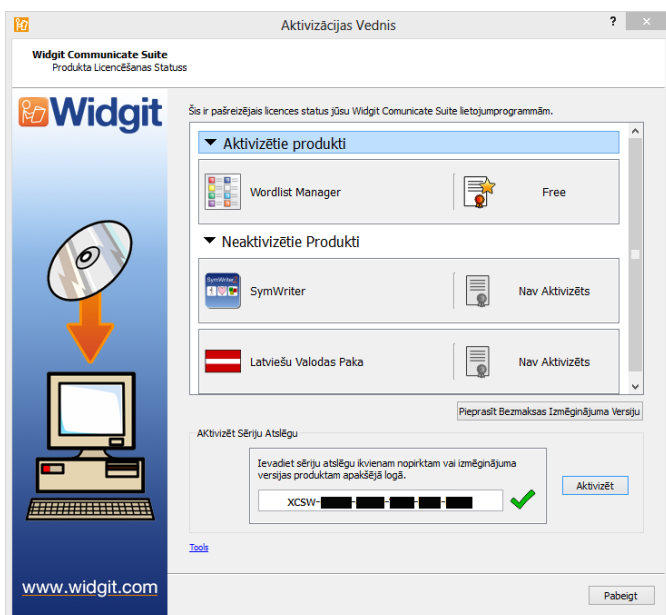 Aktivizācijas Vednis
?
Widgit Communicate Suite
Produkta Licencēšanas Statuss
Widgit
Šis ir pašreizējais licences status jūsu Widgit Comunicate Suite lietojumprogrammām.
Aktivizētie produkti
Wordlist Manager
Free
Neaktivizētie Produkti
SymWriter
SymWriter
Nav Aktivizēts
Latviešu Valodas Paka
Nav Aktivizēts
Pieprasīt Bezmaksas Izmēģinājuma Versiju
AKtivizēt Sēriju Atslēgu
Ievadiet sēriju atslēgu ikvienam nopirktam vai izmēģinājuma
versijas produktam apakšējā logā.
XCSW-
Aktivizēt
Tools
www.widgit.com
Pabeigt